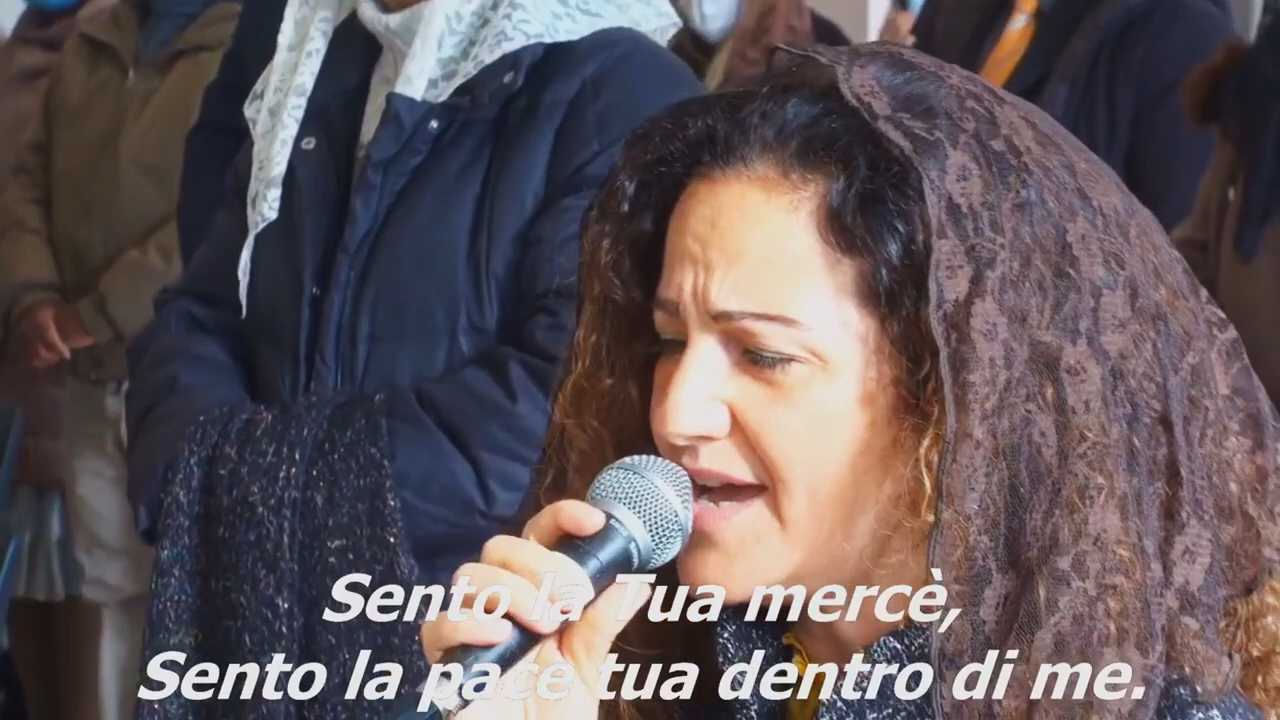 Sento la Tua mercè,
Sento la pace tua dentro di me.